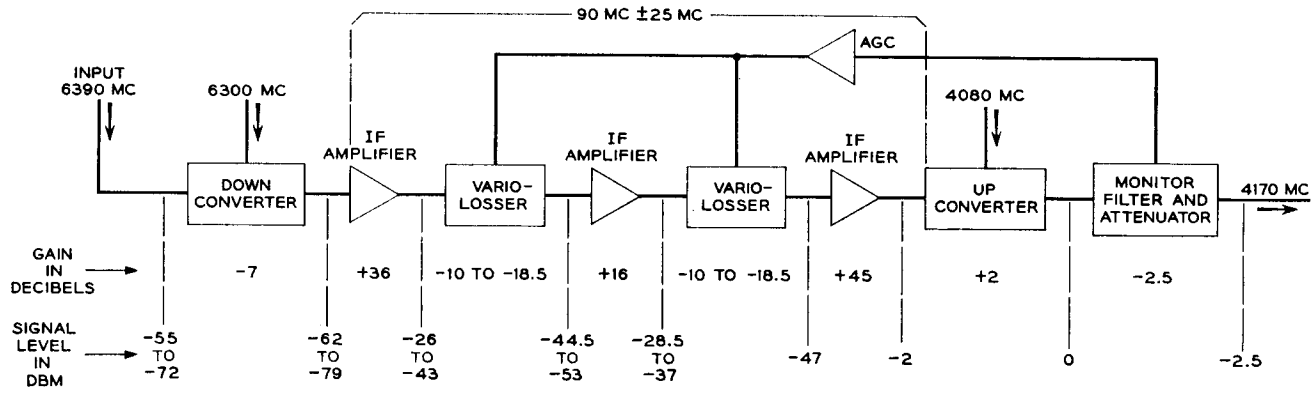 90 MC ±25 MC
AGC
INPUT
6390 MC
6300 MC
4080 MC
IF
AMPLIFIER
IF
AMPLIFIER
IF
AMPLIFIER
DOWN
CONVERTER
VARIO-
LOSSER
VARIO-
LOSSER
UP
CONVERTER
MONITOR
FILTER AND
ATTENUATOR
4170 MC
GAIN
IN
DECIBELS
-7
+36
-10 TO -18.5
+16
-10 TO -18.5
+45
+2
-2.5
SIGNAL
LEVEL
IN
DBM
-55
TO
-72
-62
TO
-79
-26
TO
-43
-44.5
TO
-53
-28.5
TO
-37
-47
-2
0
-2.5